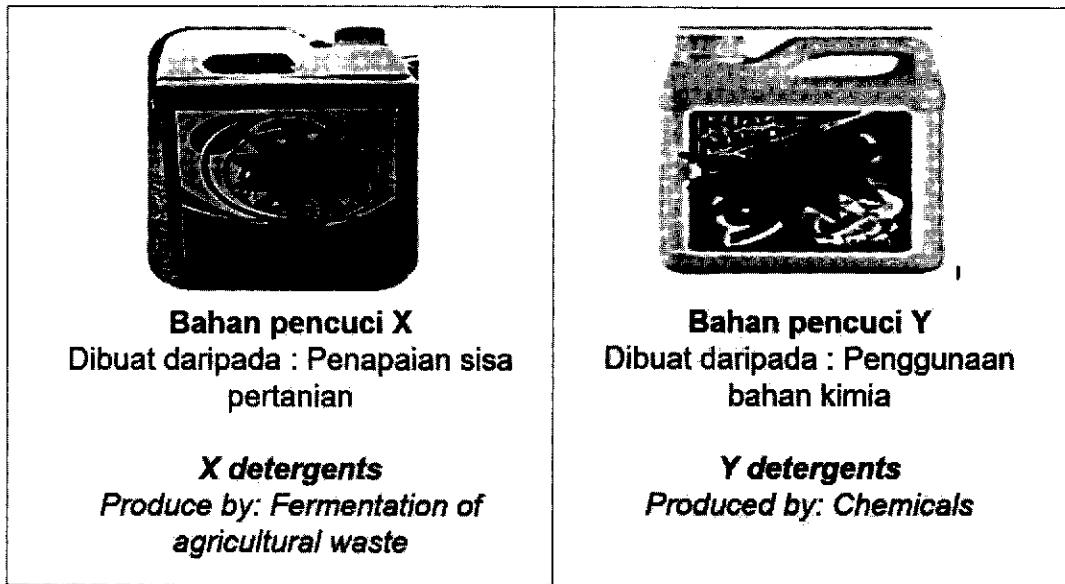 Bahan pencuci X
Dibuat daripada : Penapaian sisa
pertanian
X detergents
Produce by: Fermentation of
agricultural waste
Bahan pencuci Y
Dibuat daripada : Penggunaan
bahan kimia
Y detergents
Produced by: Chemicals